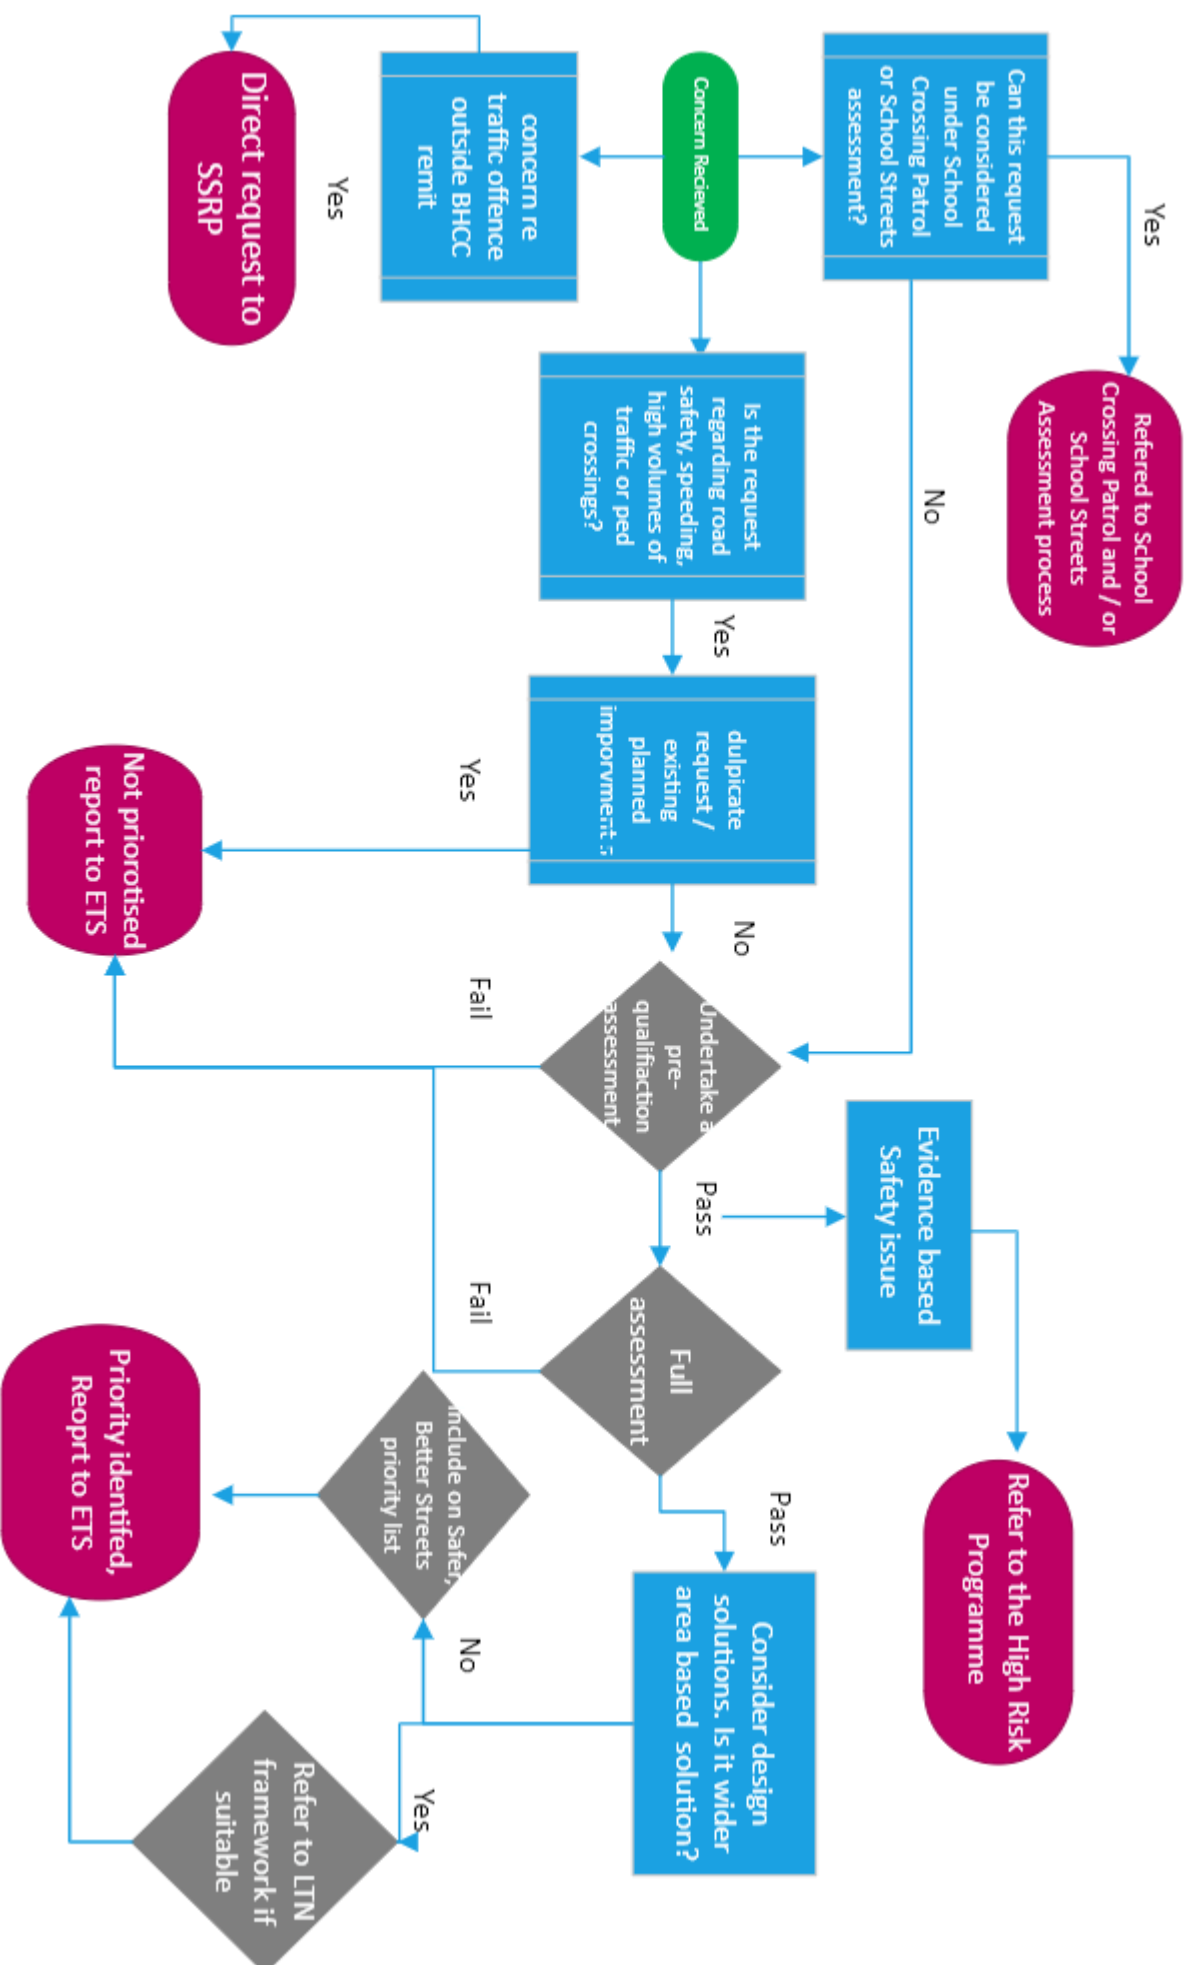 Yes
Can this request
be considered
under School
Crossing Patrol
or School Streets
assessment?
Refered to School
Crossing Patrol and / or
School Streets
Assessment process
No
Concern Recieved
concern re
traffic offence
outside BHCC
remit
Yes
Direct request to
SSRP
Is the request
regarding road
safety, speeding,
high volumes of
traffic or ped
crossings?
Yes
dulpicate
request /
existing
planned
imporvments
Yes
Not priorotised
report to ETS
No
Undertake a
pre-
qualifiaction
assessment
Fail
Pass
Evidence based
Safety issue
Refer to the High Risk
Programme
Full
assessment
Fail
Pass
Consider design
solutions. Is it wider
area based solution?
No
include on Safer,
Better Streets
priority list
Yes
Refer to LTN
framework if
suitable
Priority identifed,
Reoprt to ETS